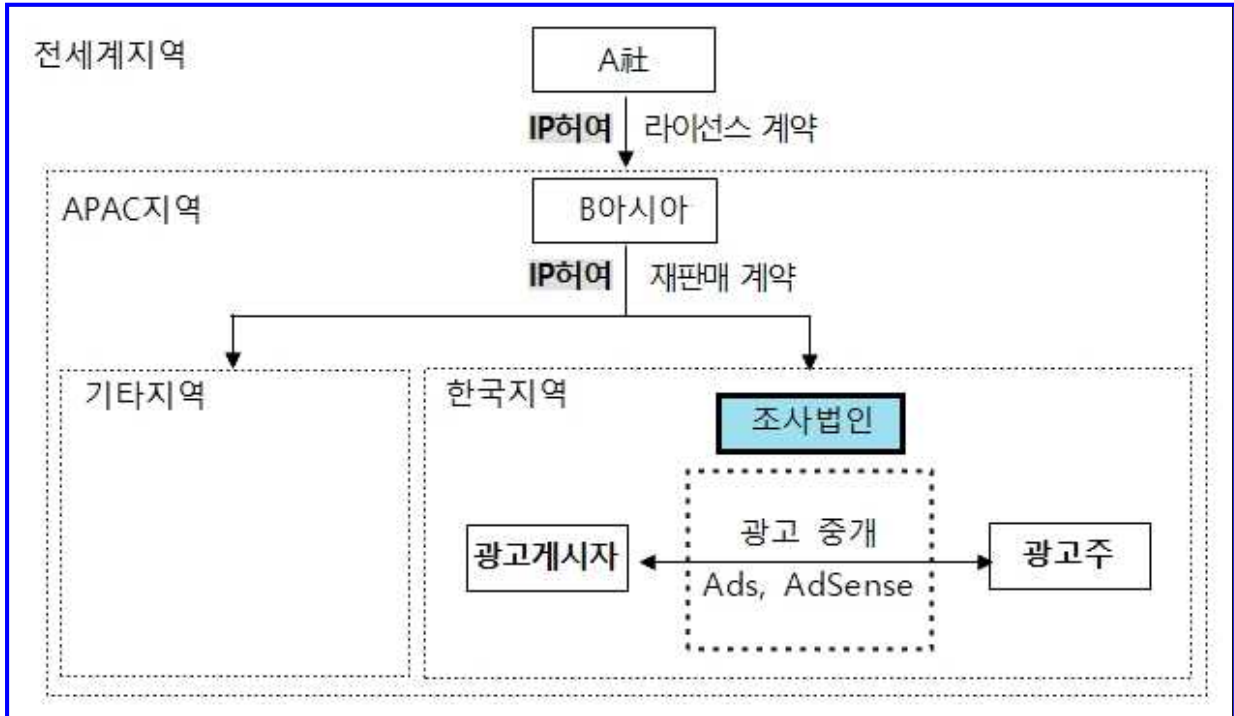 전세계지역
A社
IP허여 라이선스 계약
APAC지역
B아시아
IP허여 재판매 계약
기타지역
한국지역
조사법인
광고게시자
광고 중개
Ads, AdSense
광고주